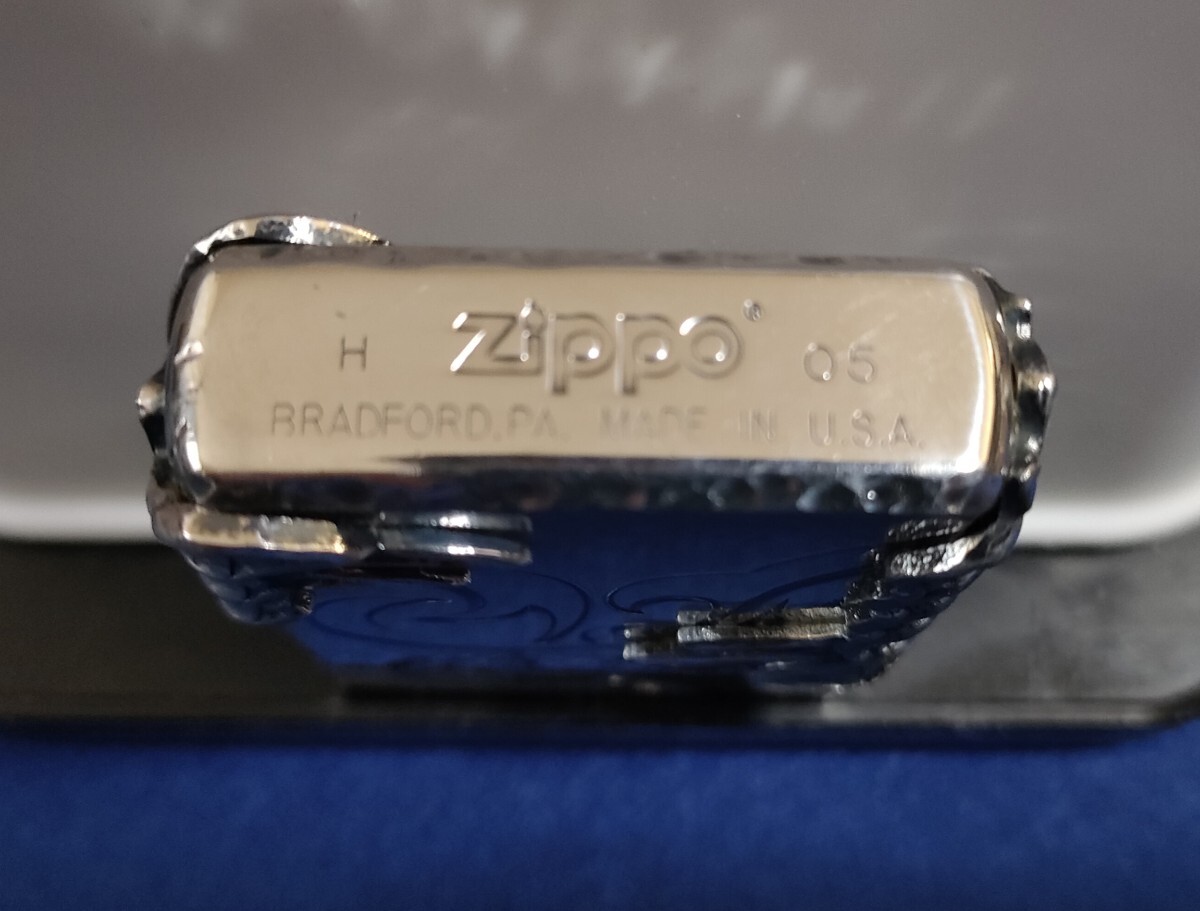 H Zippo® 05
BRADFORD, PA. MADE IN U.S.A.